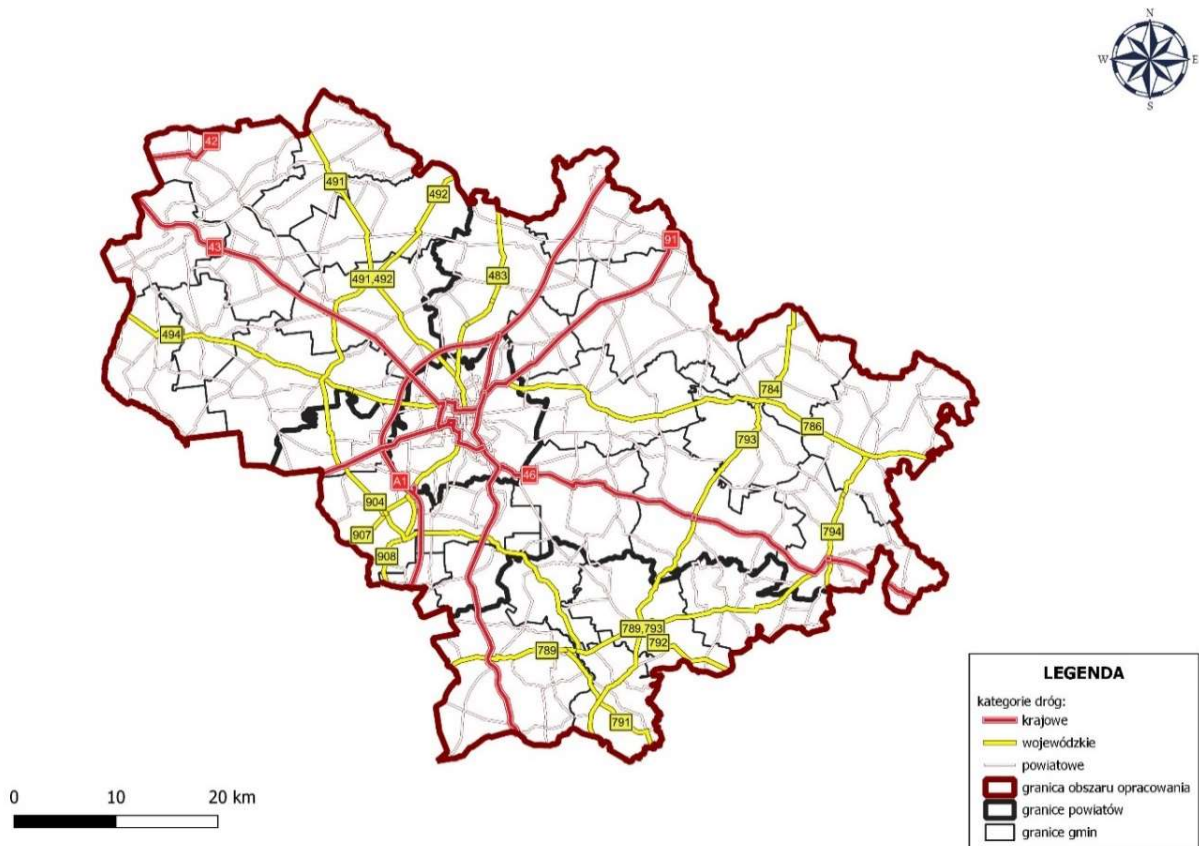 N
W
E
S
42
491
492
91
43
491,492
483
494
784
786
793
A1
46
904
794
907
908
789,793
792
789
791
LEGENDA
kategorie dróg:
krajowe
wojewódzkie
powiatowe
granica obszaru opracowania
granice powiatów
granice gmin
0 10 20 km